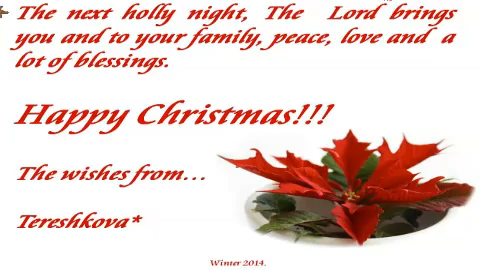 The next holly night, The Lord brings
you and to your family, peace, love and a
lot of blessings.
Happy Christmas!!!
The wishes from...
Tereshkova*
Winter 2014.